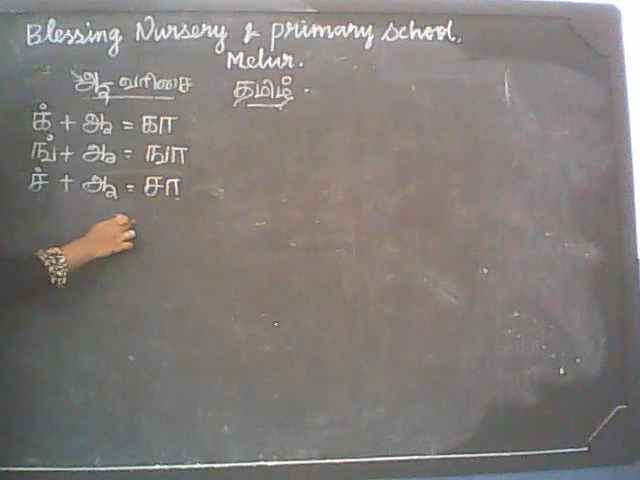 Blessing Nursery & primary school,
Melur.
ஆ வரிசை தமிழ்.
க் + ஆ = கா
ங் + ஆ = ஙா
ச் + ஆ = சா